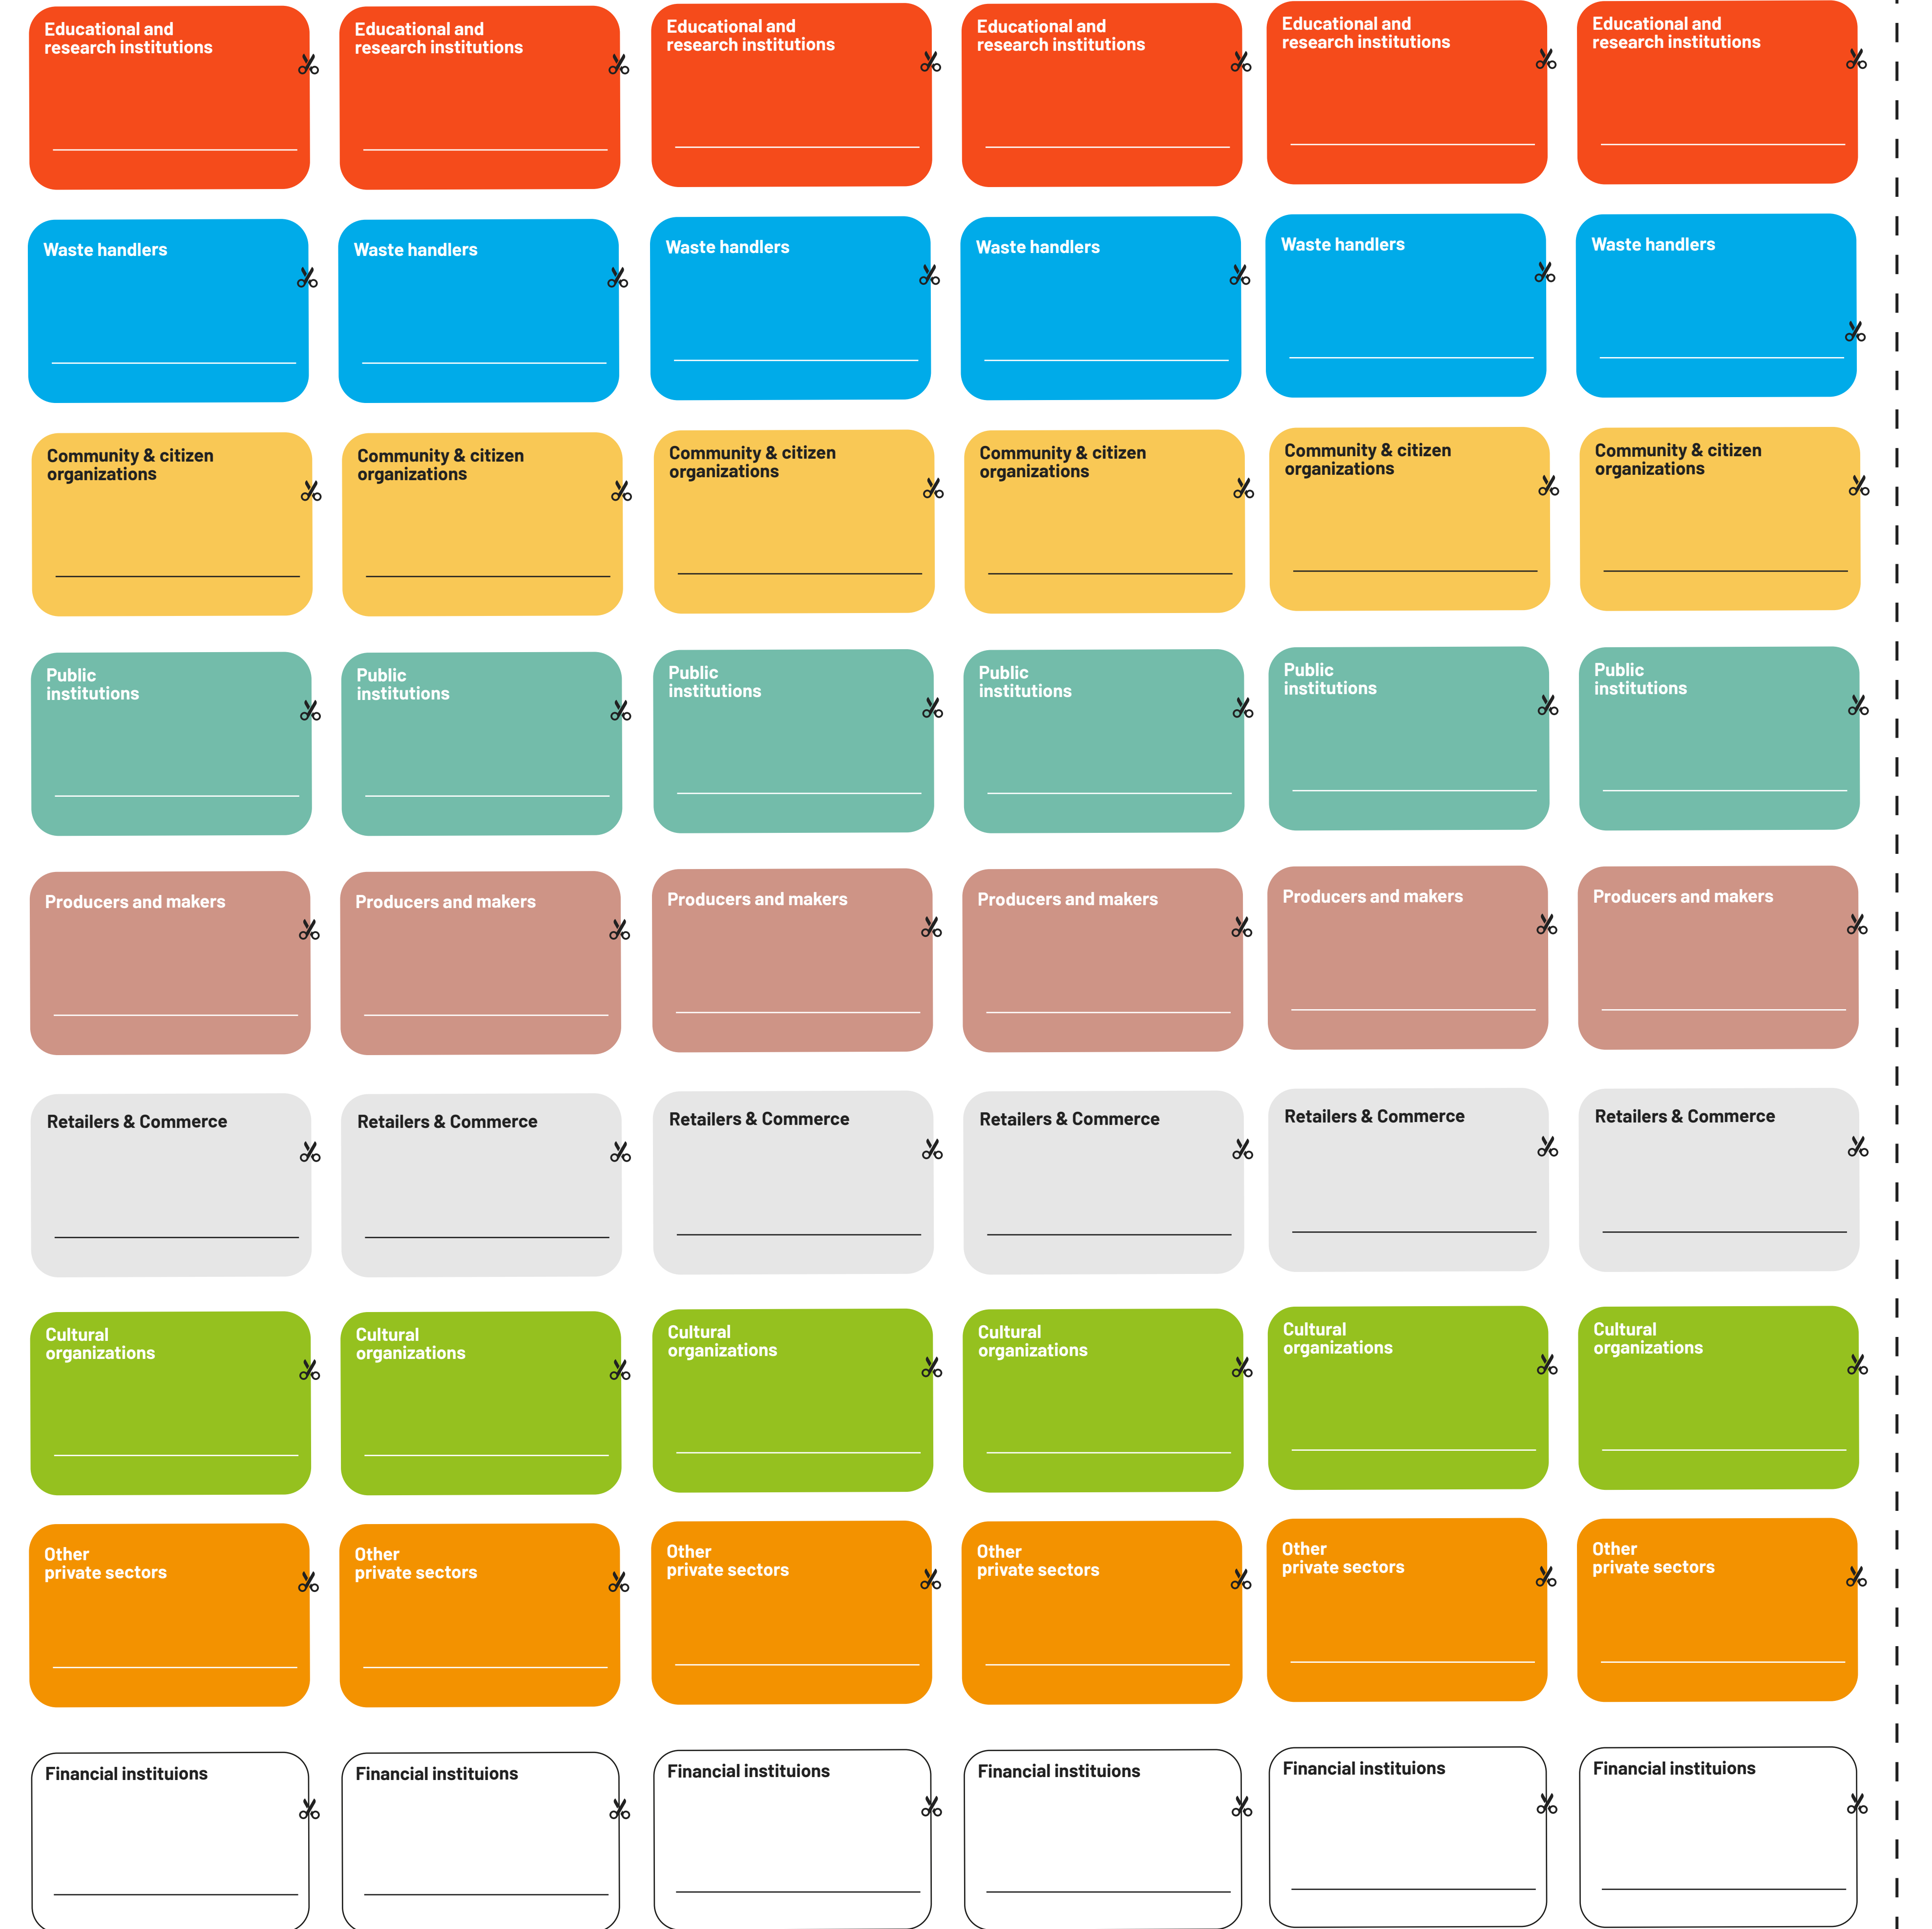 Educational and
research institutions
Educational and
research institutions
Educational and
research institutions
Educational and
research institutions
Educational and
research institutions
Educational and
research institutions
Waste handlers
Waste handlers
Waste handlers
Waste handlers
Waste handlers
Waste handlers
Community & citizen
organizations
Community & citizen
organizations
Community & citizen
organizations
Community & citizen
organizations
Community & citizen
organizations
Community & citizen
organizations
Public
institutions
Public
institutions
Public
institutions
Public
institutions
Public
institutions
Public
institutions
Producers and makers
Producers and makers
Producers and makers
Producers and makers
Producers and makers
Producers and makers
Retailers & Commerce
Retailers & Commerce
Retailers & Commerce
Retailers & Commerce
Retailers & Commerce
Retailers & Commerce
Cultural
organizations
Cultural
organizations
Cultural
organizations
Cultural
organizations
Cultural
organizations
Cultural
organizations
Other
private sectors
Other
private sectors
Other
private sectors
Other
private sectors
Other
private sectors
Other
private sectors
Financial instituions
Financial instituions
Financial instituions
Financial instituions
Financial instituions
Financial instituions